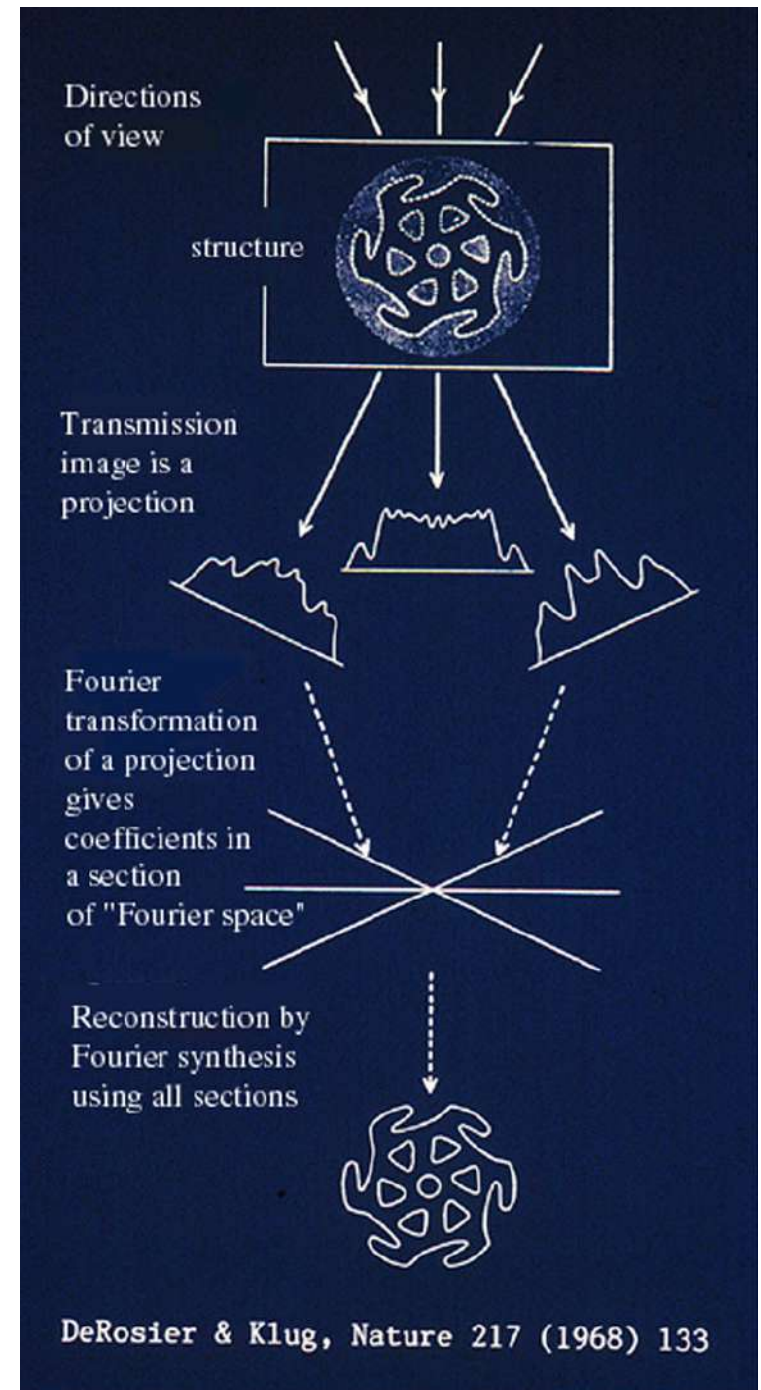 Directions
of view
structure
Transmission
image is a
projection
Fourier
transformation
of a projection
gives
coefficients in
a section
of "Fourier space"
Reconstruction by
Fourier synthesis
using all sections
DeRosier & Klug, Nature 217 (1968) 133